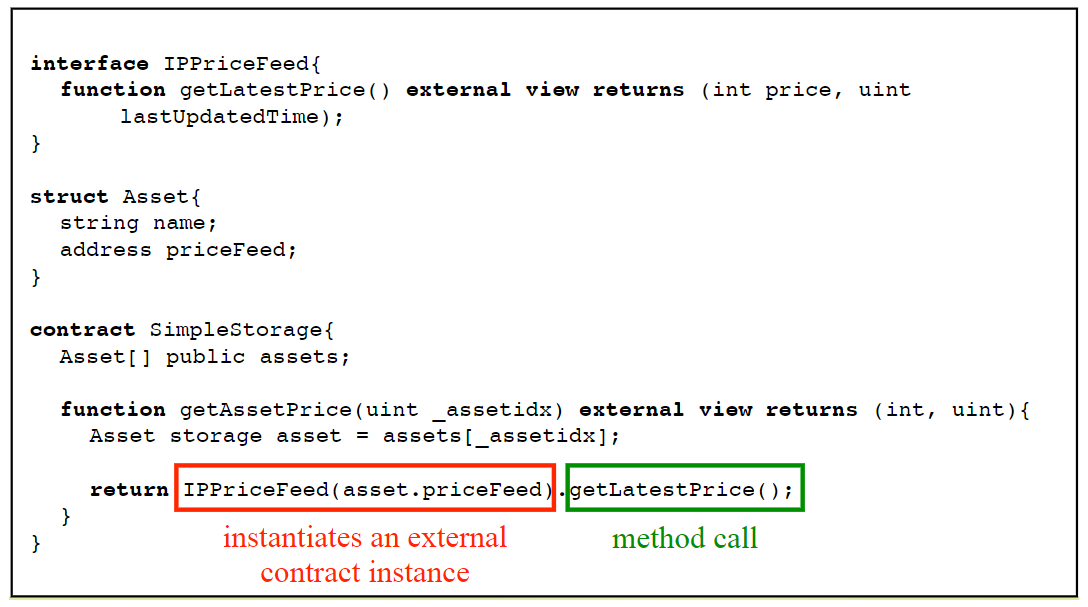 interface IPPriceFeed{
function getLatestPrice() external view returns (int price, uint
lastUpdatedTime);
}
struct Asset{
string name;
address priceFeed;
}
contract SimpleStorage{
Asset[] public assets;
function getAssetPrice(uint _assetidx) external view returns (int, uint){
Asset storage asset = assets[_assetidx];
return IPPriceFeed(asset.priceFeed).getLatestPrice();
}
instantiates an external
contract instance
method call
}